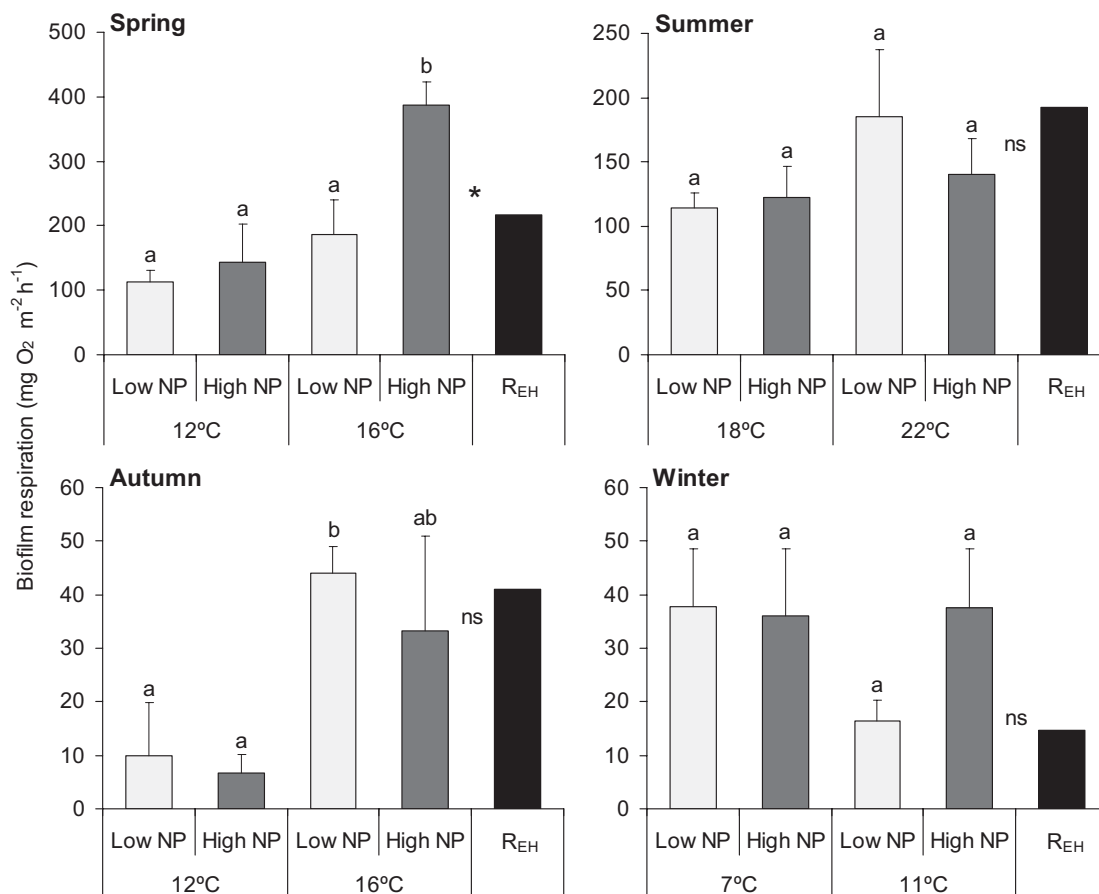 Biofilm respiration (mg O₂ m⁻² h⁻¹)
Spring
500
400
300
200
100
0
a
a
a
b
*
Low NP High NP Low NP High NP R_EH
12ºC 16ºC
Summer
250
200
150
100
50
0
a
a
a
a
ns
Low NP High NP Low NP High NP R_EH
18ºC 22ºC
Autumn
60
50
40
30
20
10
0
a
a
b
ab
ns
Low NP High NP Low NP High NP R_EH
12ºC 16ºC
Winter
60
50
40
30
20
10
0
a
a
a
a
ns
Low NP High NP Low NP High NP R_EH
7ºC 11ºC